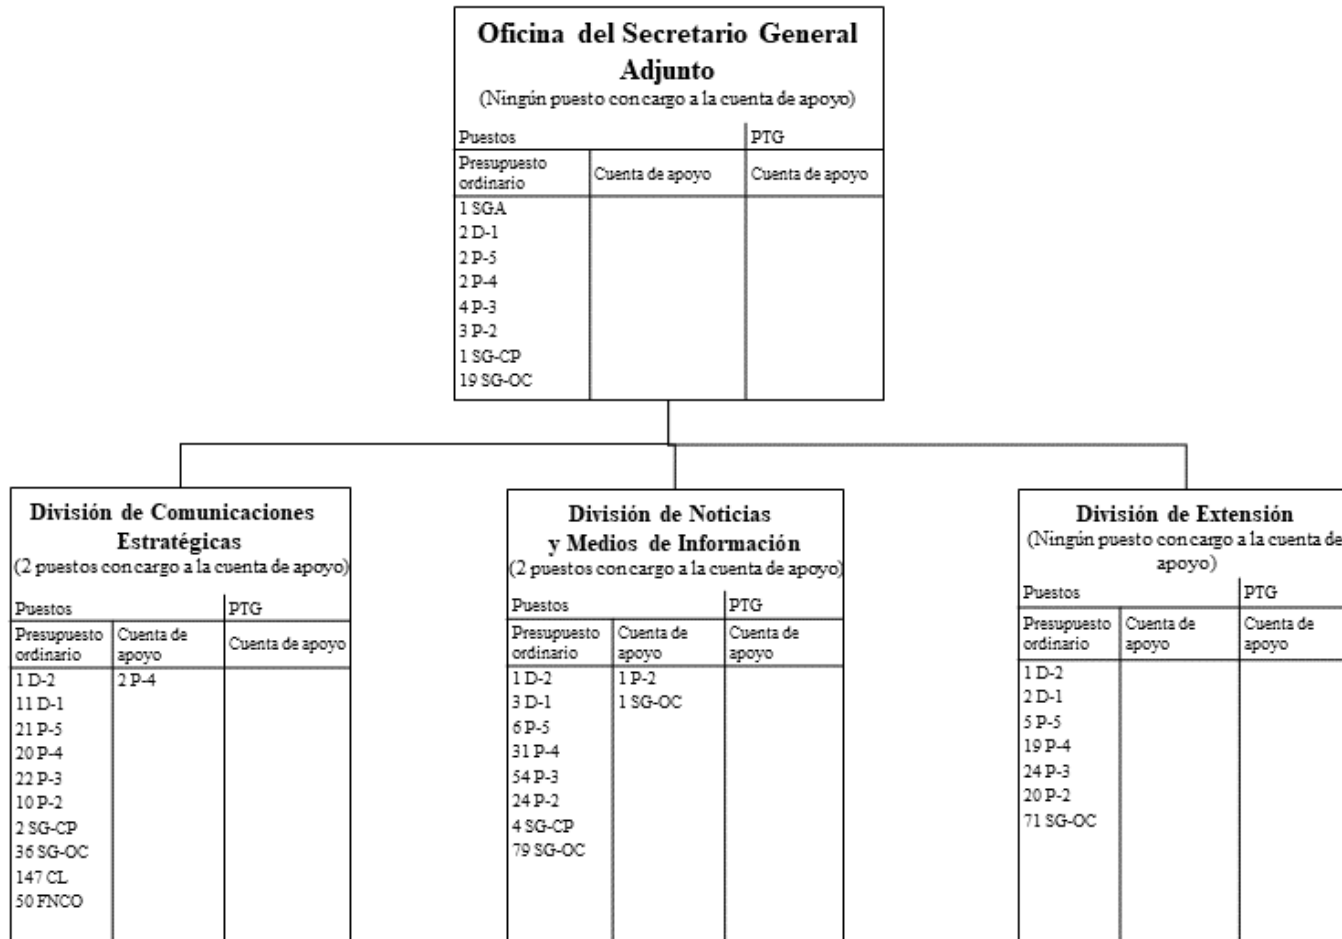 Oficina del Secretario General
Adjunto
(Ningún puesto con cargo a la cuenta de apoyo)
Puestos
PTG
Presupuesto
ordinario
Cuenta de apoyo
Cuenta de apoyo
1 SGA
2 D-1
2 P-5
2 P-4
4 P-3
3 P-2
1 SG-CP
19 SG-OC
División de Comunicaciones
Estratégicas
(2 puestos con cargo a la cuenta de apoyo)
Puestos
PTG
Presupuesto
ordinario
Cuenta de
apoyo
Cuenta de apoyo
1 D-2
2 P-4
11 D-1
21 P-5
20 P-4
22 P-3
10 P-2
2 SG-CP
36 SG-OC
147 CL
50 FNCO
División de Noticias
y Medios de Información
(2 puestos con cargo a la cuenta de apoyo)
Puestos
PTG
Presupuesto
ordinario
Cuenta de
apoyo
Cuenta de
apoyo
1 D-2
1 P-2
3 D-1
1 SG-OC
6 P-5
31 P-4
54 P-3
24 P-2
4 SG-CP
79 SG-OC
División de Extensión
(Ningún puesto con cargo a la cuenta de
apoyo)
Puestos
PTG
Presupuesto
ordinario
Cuenta de
apoyo
Cuenta de
apoyo
1 D-2
2 D-1
5 P-5
19 P-4
24 P-3
20 P-2
71 SG-OC